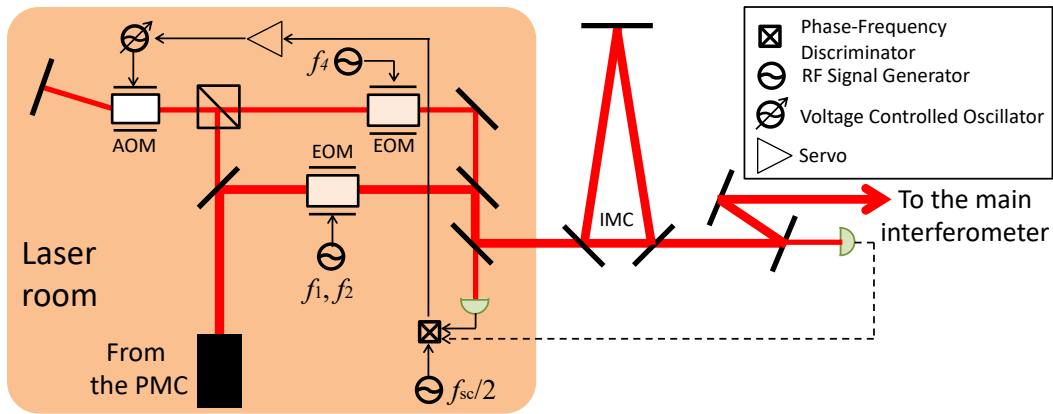 f4
AOM
EOM
EOM
f1, f2
Laser
room
From
the PMC
fsc/2
IMC
To the main
interferometer
Phase-Frequency
Discriminator
RF Signal Generator
Voltage Controlled Oscillator
Servo